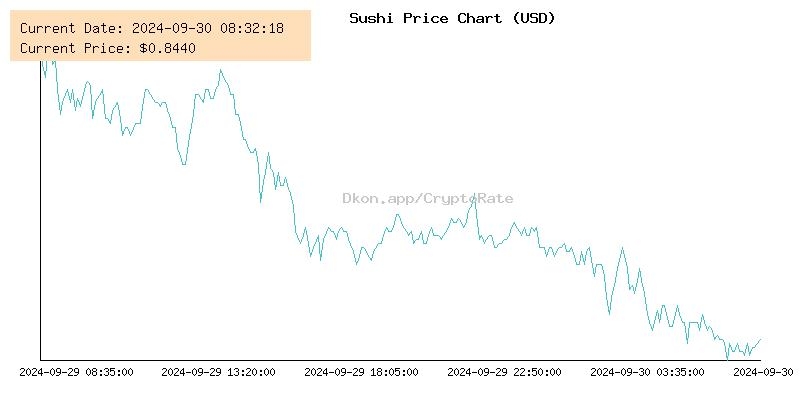 Sushi Price Chart (USD)
Current Date: 2024-09-30 08:32:18
Current Price: $0.8440
Dkon.app/CryptoRate
2024-09-29 08:35:00 2024-09-29 13:20:00 2024-09-29 18:05:00 2024-09-29 22:50:00 2024-09-30 03:35:00 2024-09-30